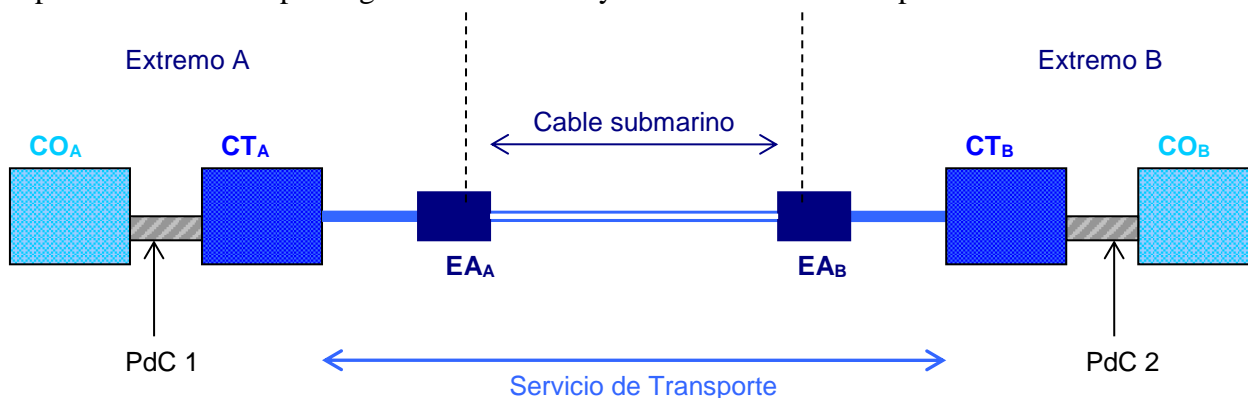 Extremo A
Extremo B
Cable submarino
COA
CTA
CTB
COB
EAA
EAB
PdC 1
PdC 2
Servicio de Transporte